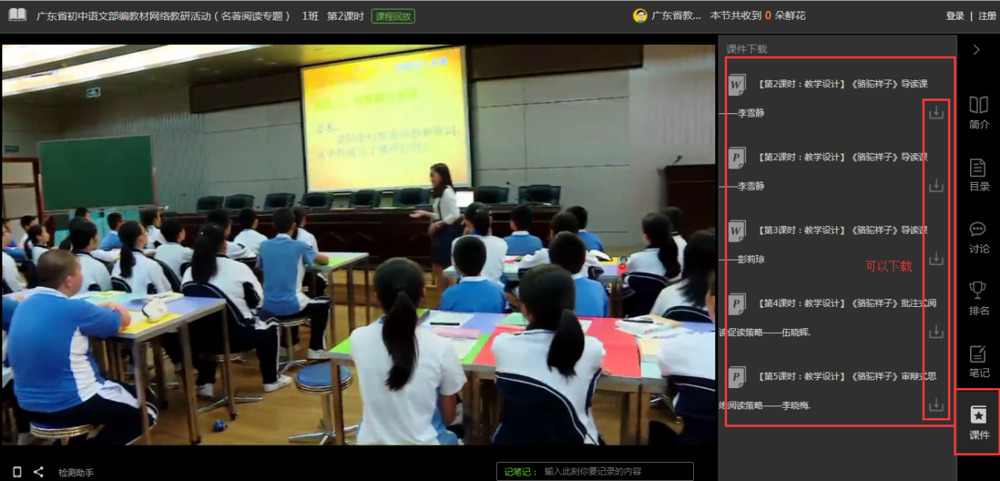 广东省初中语文部编教材网络教研活动（名著阅读专题） 1班 第2课时 课程回放
广东省教... 本节共收到 0 朵鲜花
登录 | 注册
课件下载
W 【第2课时：教学设计】《骆驼祥子》导读课
——李雪静
P 【第2课时：教学设计】《骆驼祥子》导读课
——李雪静
W 【第3课时：教学设计】《骆驼祥子》导读课
——彭莉琼
可以下载
P 【第4课时：教学设计】《骆驼祥子》批注式阅
读促读策略——伍晓辉.
P 【第5课时：教学设计】《骆驼祥子》审辩式思
维阅读策略——李晓梅.
简介
目录
讨论
排名
笔记
课件
检测助手
记笔记： 输入此刻你要记录的内容